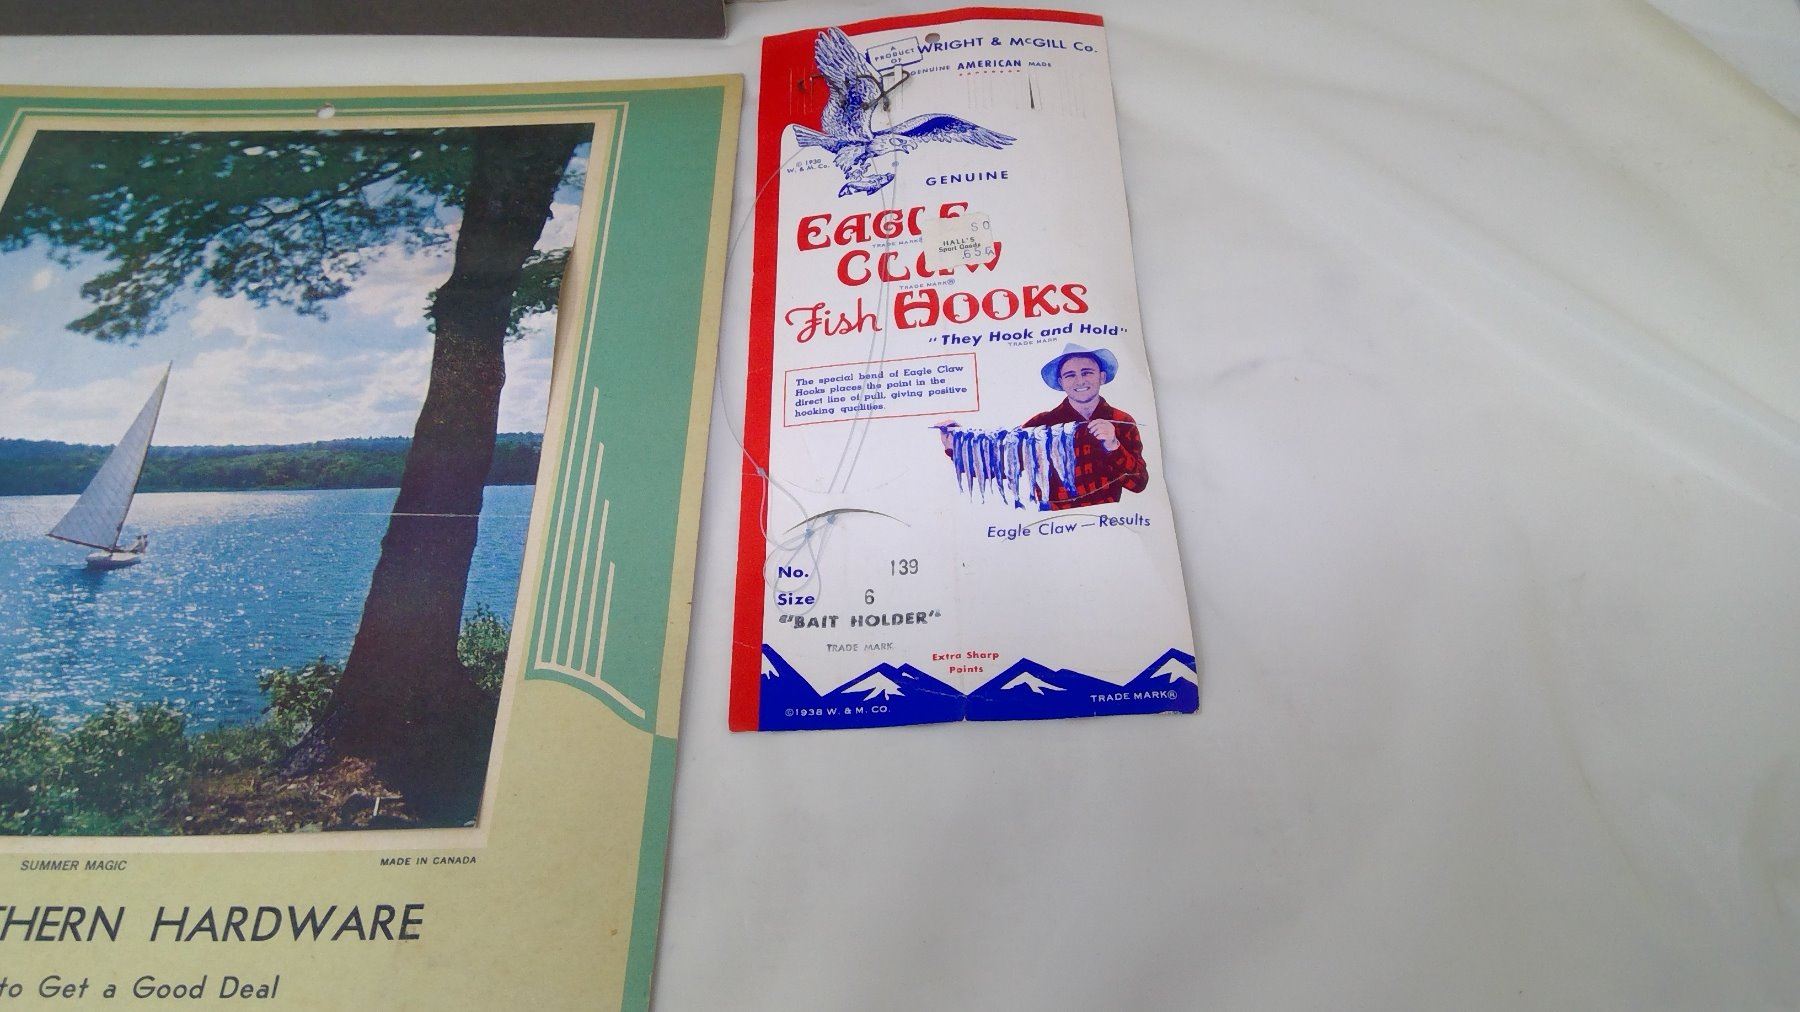 SUMMER MAGIC
MADE IN CANADA
THERN HARDWARE
to Get a Good Deal
A PRODUCT OF
WRIGHT & McGILL Co.
GENUINE AMERICAN MADE
© 1930
W. & M. Co.
GENUINE
EAGLE
TRADE MARK
HALL'S
Sport Goods
SO
.65
CLAW
TRADE MARK®
Fish HOOKS
"They Hook and Hold"
TRADE MARK
The special bend of Eagle Claw
Hooks places the point in the
direct line of pull, giving positive
hooking qualities.
Eagle Claw — Results
No. 139
Size 6
"BAIT HOLDER"
TRADE MARK
Extra Sharp
Points
©1938 W. & M. CO.
TRADE MARK®